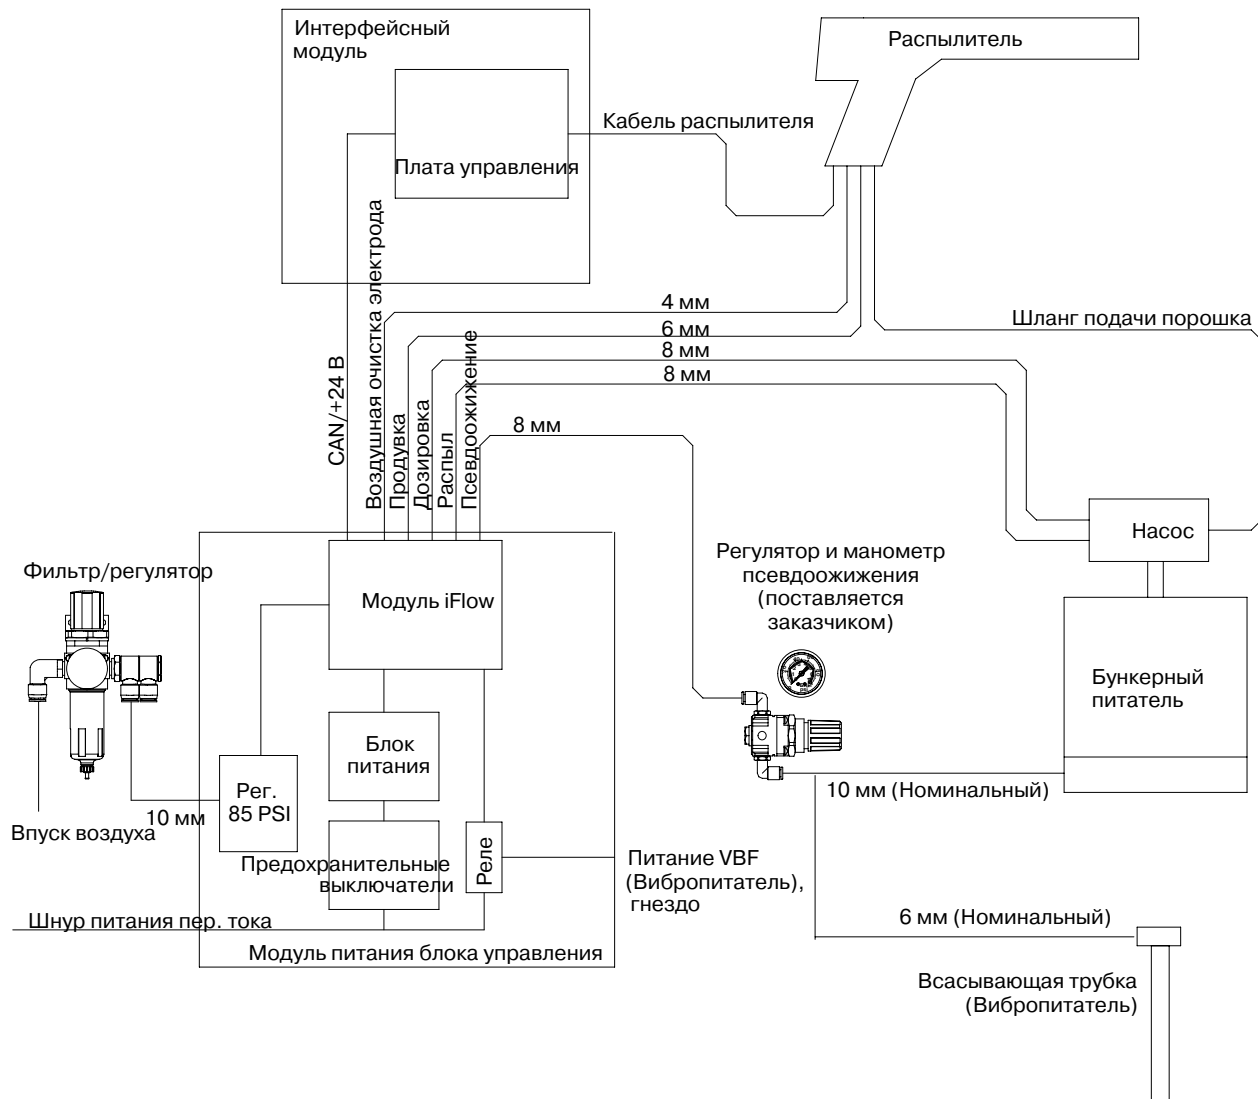 Интерфейсный
модуль
Распылитель
Кабель распылителя
Плата управления
4 мм
6 мм
8 мм
8 мм
8 мм
Шланг подачи порошка
CAN/+24 В
Воздушная очистка электрода
Продувка
Дозировка
Распыл
Псевдоожижение
Насос
Фильтр/регулятор
Модуль iFlow
Регулятор и манометр
псевдоожижения
(поставляется
заказчиком)
Бункерный
питатель
Блок
питания
Рег.
85 PSI
10 мм
10 мм (Номинальный)
Впуск воздуха
Предохранительные
выключатели
Реле
Питание VBF
(Вибропитатель),
гнездо
Шнур питания пер. тока
6 мм (Номинальный)
Модуль питания блока управления
Всасывающая трубка
(Вибропитатель)